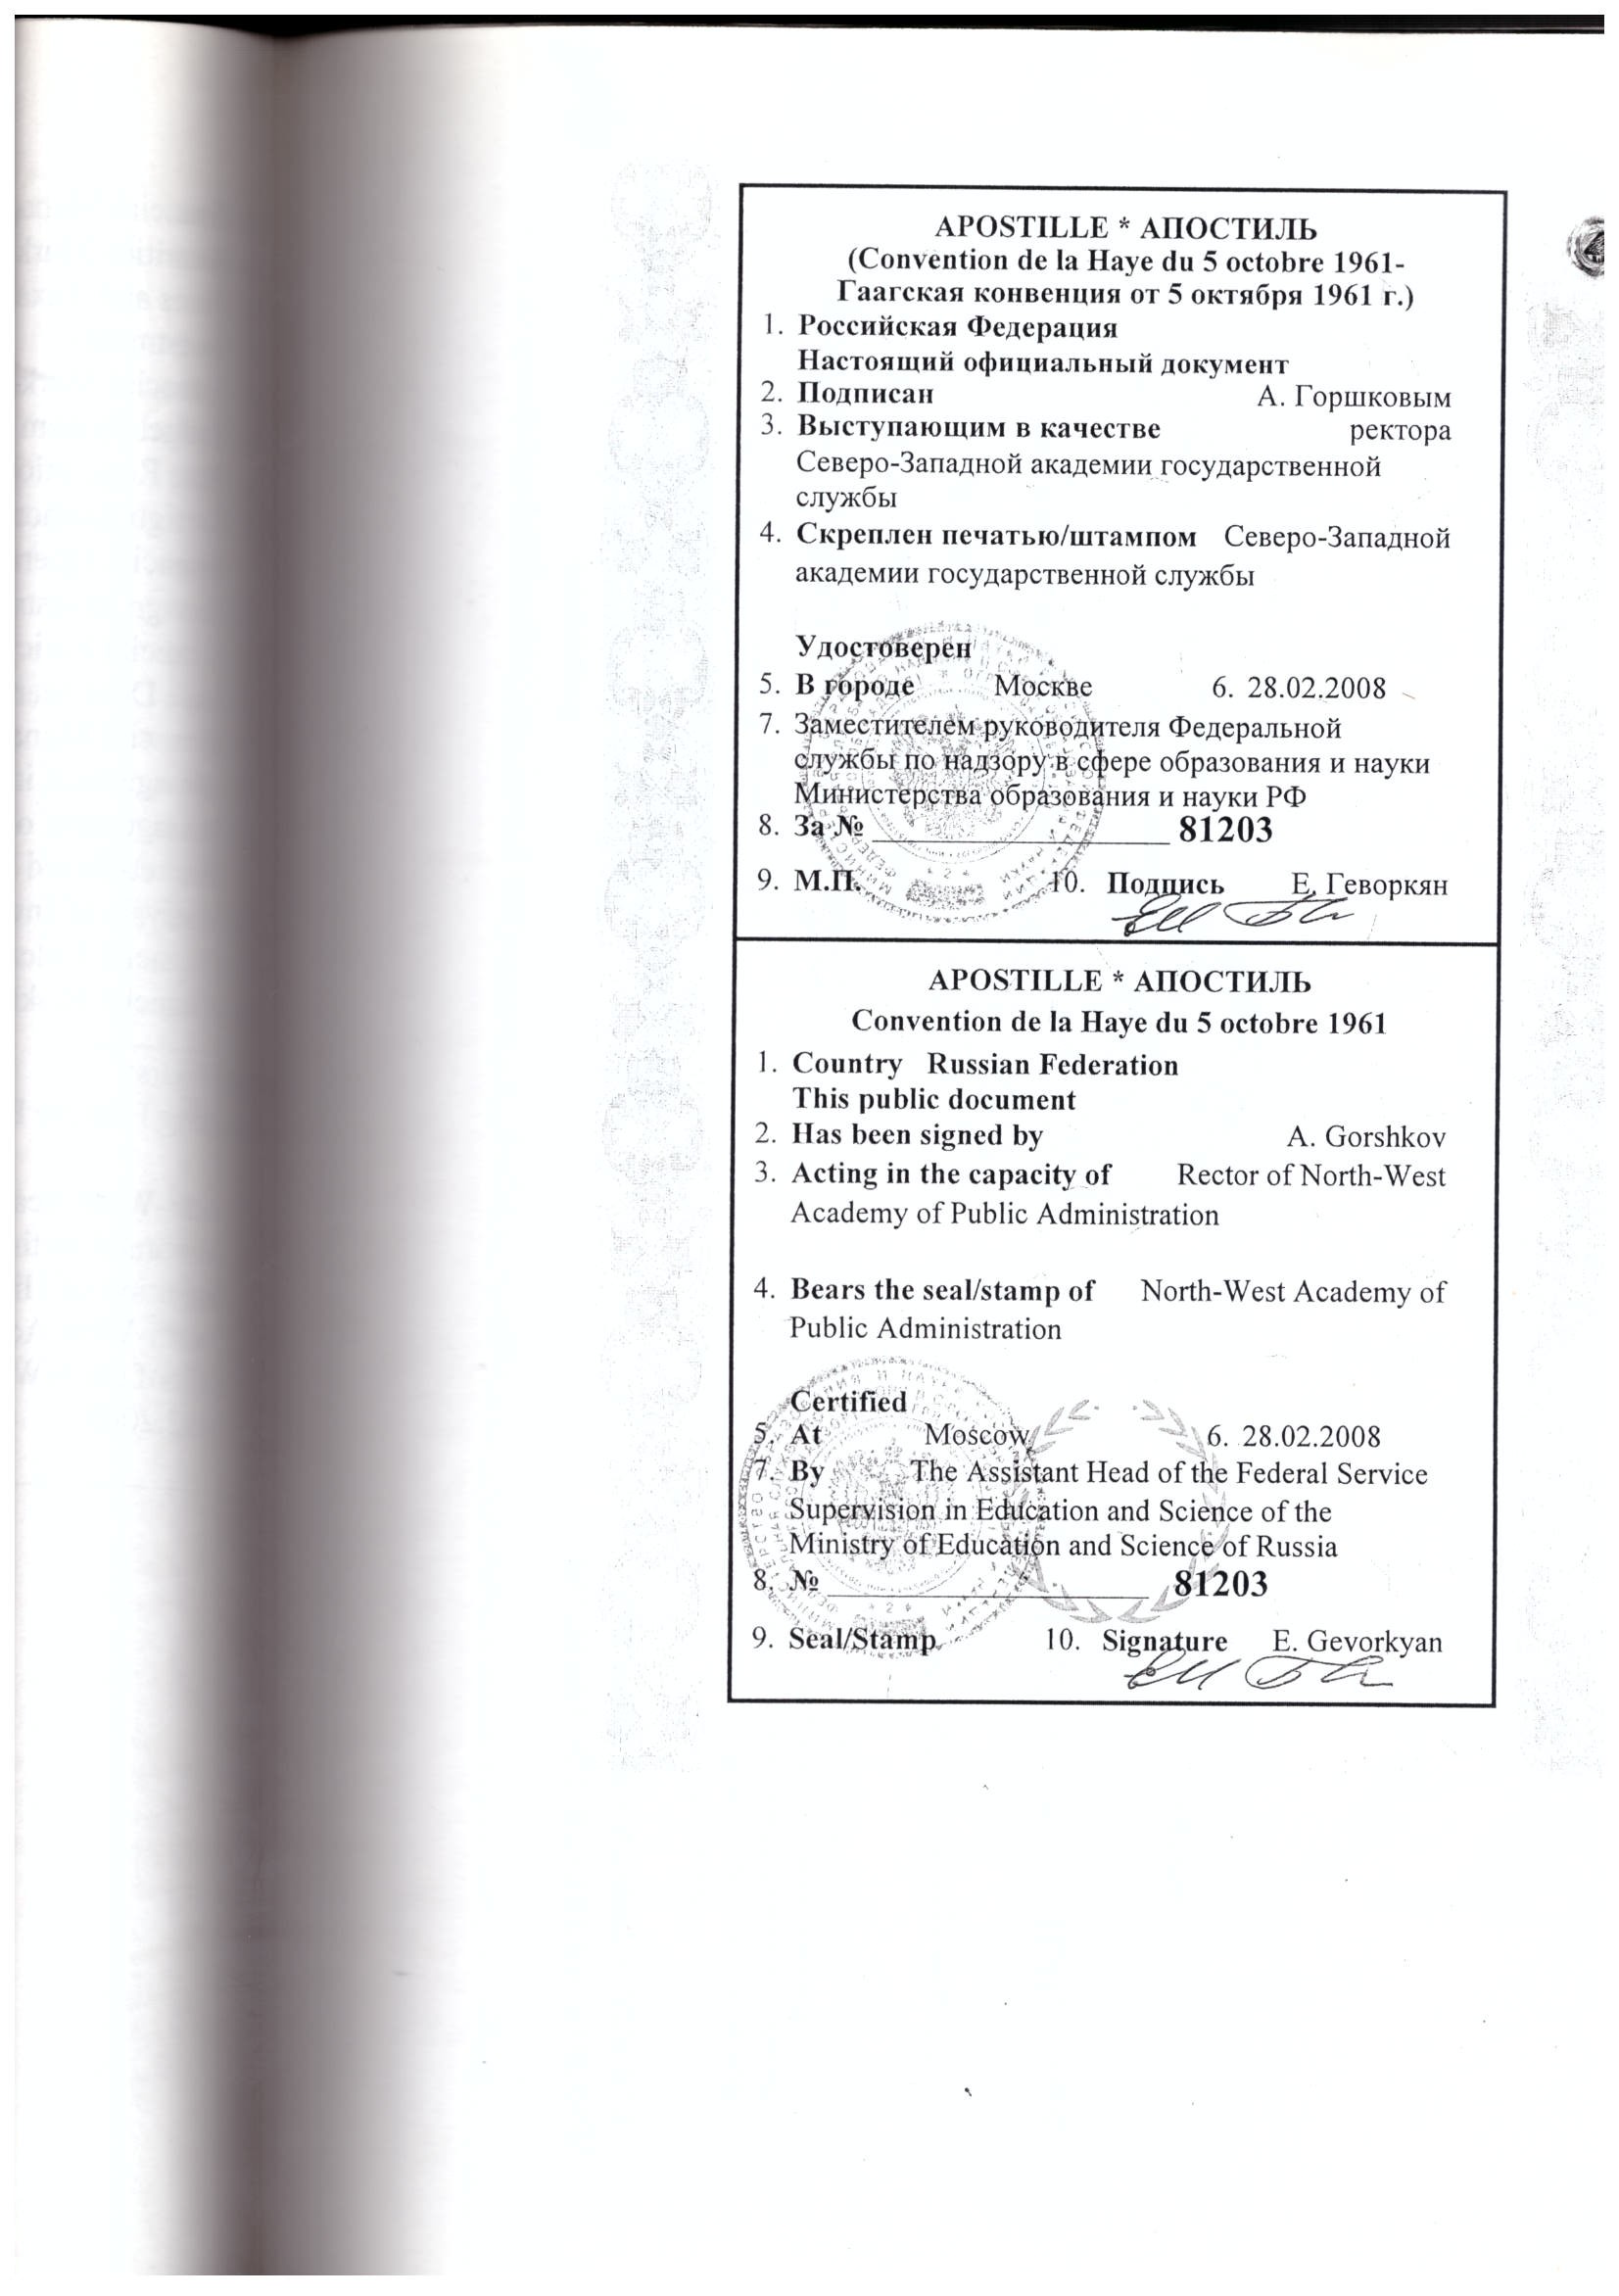 APOSTILLE * АПОСТИЛЬ
(Convention de la Haye du 5 octobre 1961-
Гаагская конвенция от 5 октября 1961 г.)
1. Российская Федерация
Настоящий официальный документ
2. Подписан А. Горшковым
3. Выступающим в качестве ректора
Северо-Западной академии государственной
службы
4. Скреплен печатью/штампом Северо-Западной
академии государственной службы
Удостоверен
5. В городе Москве 6. 28.02.2008
7. Заместителем руководителя Федеральной
службы по надзору в сфере образования и науки
Министерства образования и науки РФ
8. За № 81203
9. М.П. 10. Подпись Е. Геворкян
APOSTILLE * АПОСТИЛЬ
Convention de la Haye du 5 octobre 1961
1. Country Russian Federation
This public document
2. Has been signed by A. Gorshkov
3. Acting in the capacity of Rector of North-West
Academy of Public Administration
4. Bears the seal/stamp of North-West Academy of
Public Administration
Certified
5. At Moscow 6. 28.02.2008
7. By The Assistant Head of the Federal Service
Supervision in Education and Science of the
Ministry of Education and Science of Russia
8. № 81203
9. Seal/Stamp 10. Signature E. Gevorkyan